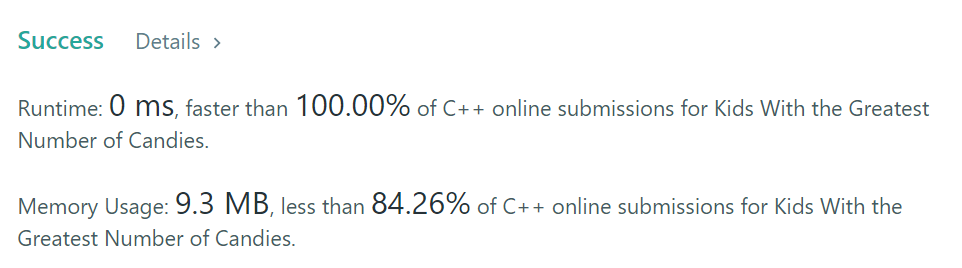 Success Details >
Runtime: 0 ms, faster than 100.00% of C++ online submissions for Kids With the Greatest
Number of Candies.
Memory Usage: 9.3 MB, less than 84.26% of C++ online submissions for Kids With the
Greatest Number of Candies.